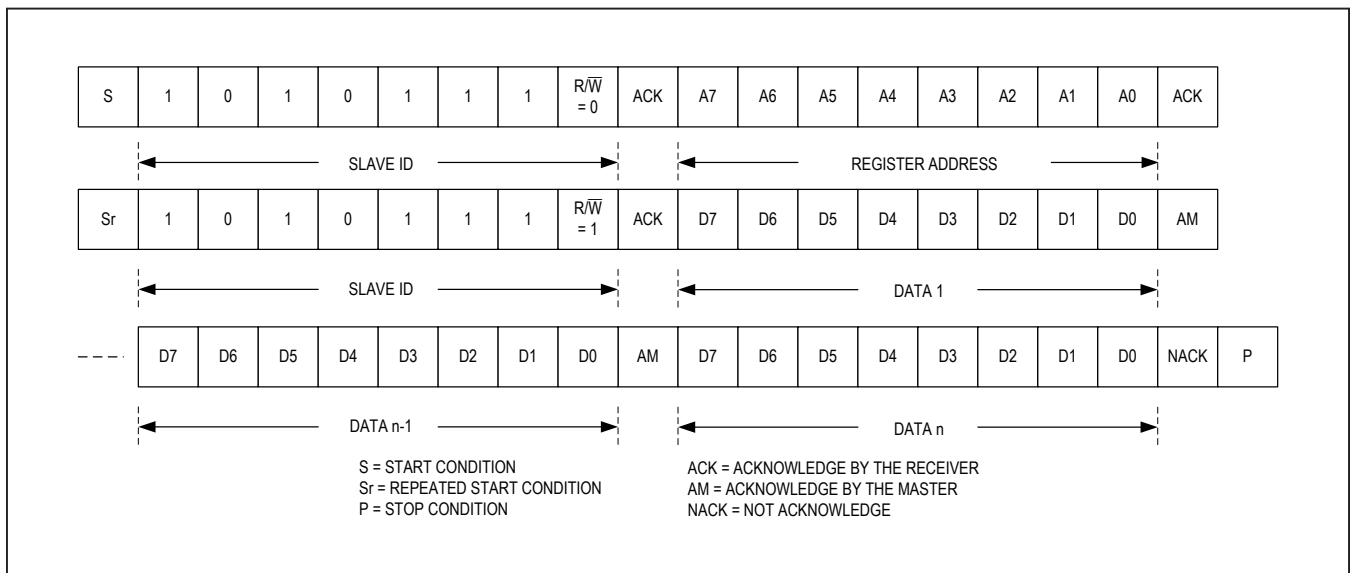 S 1 0 1 0 1 1 1 R/W̅ = 0 ACK A7 A6 A5 A4 A3 A2 A1 A0 ACK
SLAVE ID REGISTER ADDRESS
Sr 1 0 1 0 1 1 1 R/W̅ = 1 ACK D7 D6 D5 D4 D3 D2 D1 D0 AM
SLAVE ID DATA 1
D7 D6 D5 D4 D3 D2 D1 D0 AM D7 D6 D5 D4 D3 D2 D1 D0 NACK P
DATA n-1 DATA n
S = START CONDITION ACK = ACKNOWLEDGE BY THE RECEIVER
Sr = REPEATED START CONDITION AM = ACKNOWLEDGE BY THE MASTER
P = STOP CONDITION NACK = NOT ACKNOWLEDGE